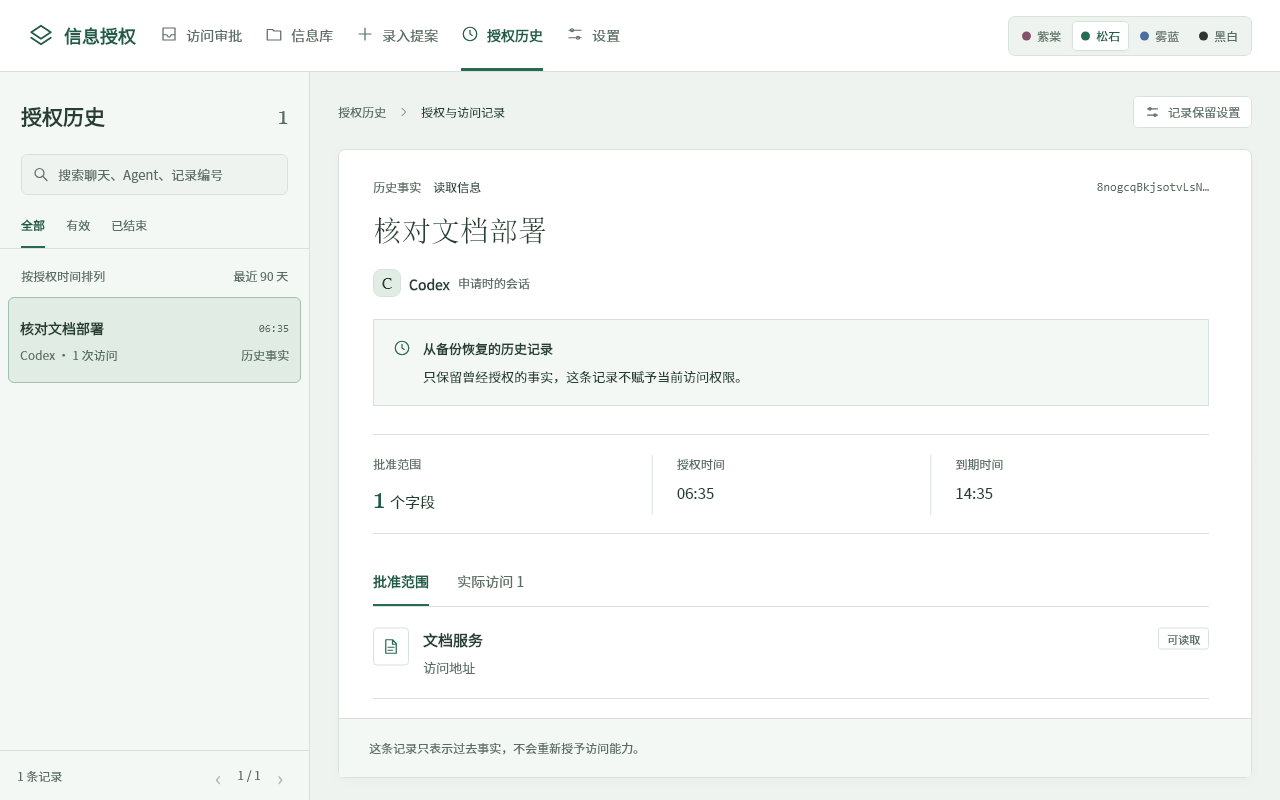 信息授权
访问审批
信息库
录入提案
授权历史
设置
紫棠
松石
雾蓝
黑白
授权历史
1
搜索聊天、Agent、记录编号
全部
有效
已结束
按授权时间排列
最近 90 天
核对文档部署
06:35
Codex · 1 次访问
历史事实
1 条记录
1 / 1
授权历史
授权与访问记录
记录保留设置
历史事实 读取信息
8nogcqBkjsotvLsN…
核对文档部署
C
Codex 申请时的会话
从备份恢复的历史记录
只保留曾经授权的事实，这条记录不赋予当前访问权限。
批准范围
1 个字段
授权时间
06:35
到期时间
14:35
批准范围
实际访问 1
文档服务
访问地址
可读取
这条记录只表示过去事实，不会重新授予访问能力。